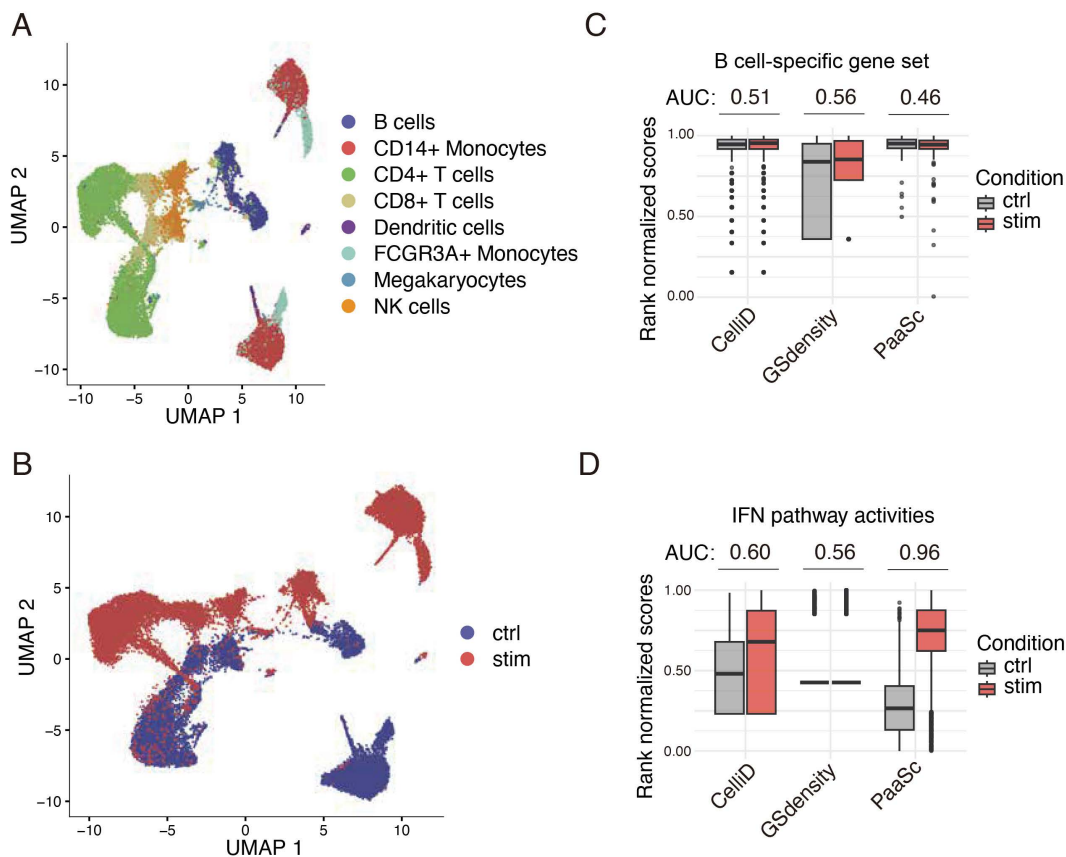 A
10
5
0
−5
−10
UMAP 2
−10
−5
0
5
10
UMAP 1
B cells
CD14+ Monocytes
CD4+ T cells
CD8+ T cells
Dendritic cells
FCGR3A+ Monocytes
Megakaryocytes
NK cells
C
B cell-specific gene set
AUC: 0.51 0.56 0.46
1.00
0.50
0.00
Rank normalized scores
CelliD
GSdensity
PaaSc
Condition
ctrl
stim
B
10
5
0
−5
−10
UMAP 2
−10
−5
0
5
10
UMAP 1
ctrl
stim
D
IFN pathway activities
AUC: 0.60 0.56 0.96
1.00
0.50
0.00
Rank normalized scores
CelliD
GSdensity
PaaSc
Condition
ctrl
stim